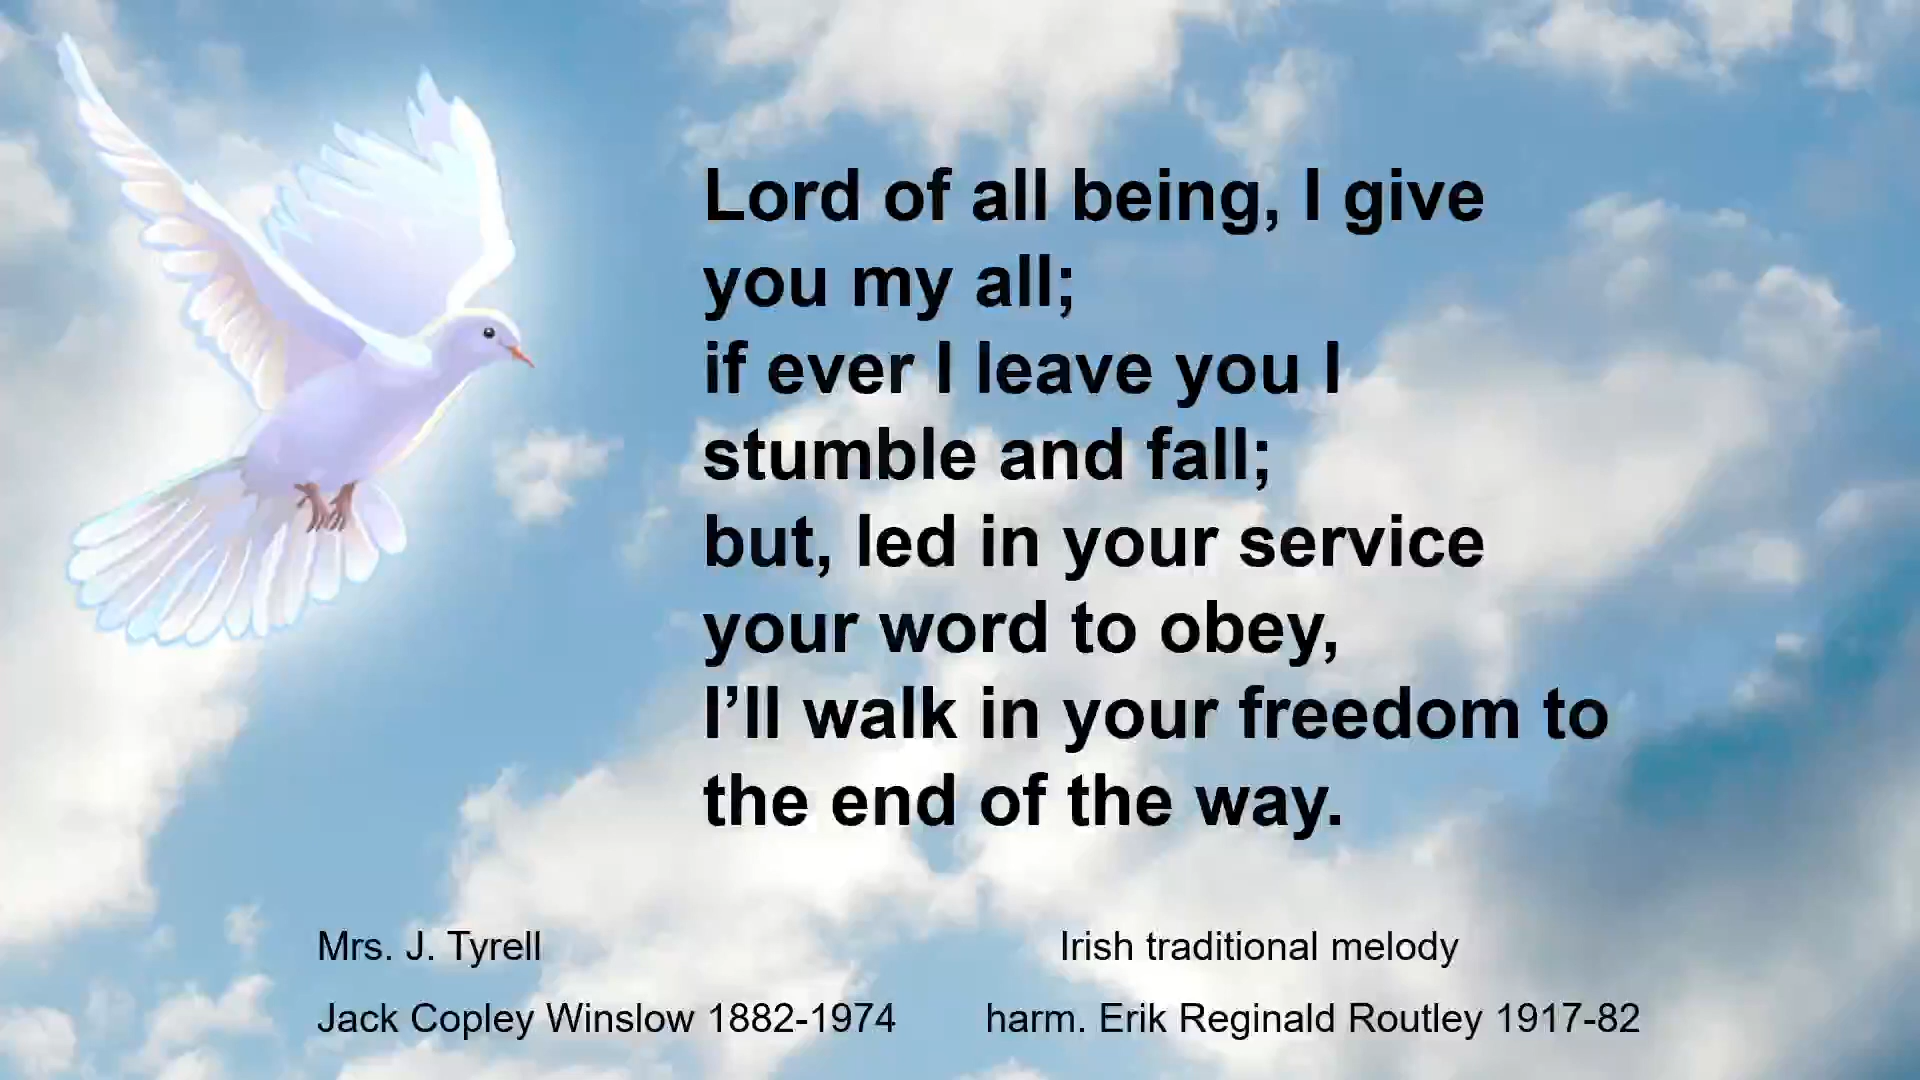 Lord of all being, I give
you my all;
if ever I leave you I
stumble and fall;
but, led in your service
your word to obey,
I’ll walk in your freedom to
the end of the way.
Mrs. J. Tyrell
Irish traditional melody
Jack Copley Winslow 1882-1974
harm. Erik Reginald Routley 1917-82